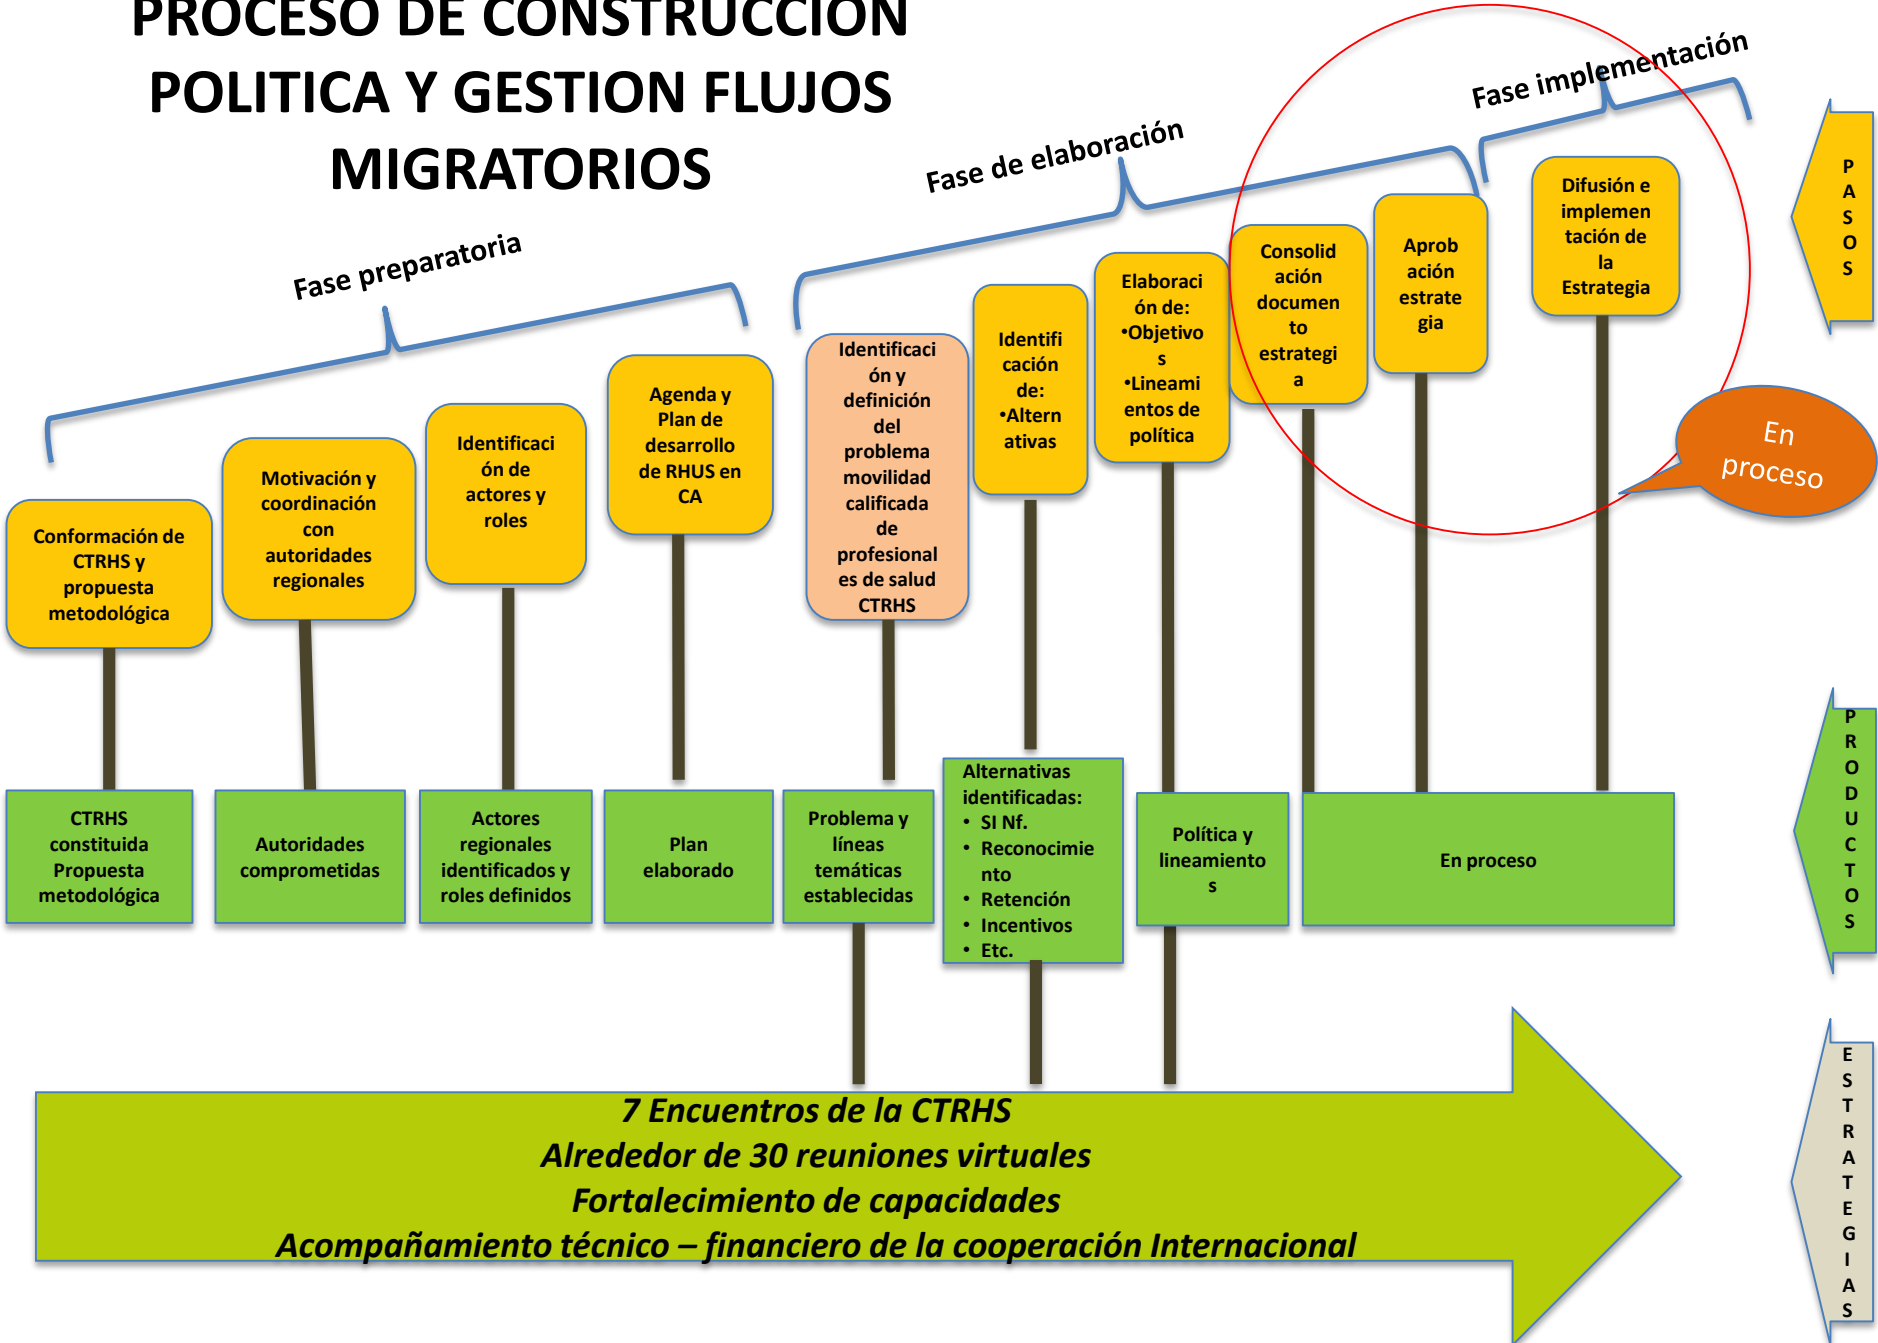 PROCESO DE CONSTRUCCION
POLITICA Y GESTION FLUJOS
MIGRATORIOS
Fase preparatoria
Fase de elaboración
Fase implementación
Conformación de
CTRHS y
propuesta
metodológica
Motivación y
coordinación
con
autoridades
regionales
Identificaci
ón de
actores y
roles
Agenda y
Plan de
desarrollo
de RHUS en
CA
Identificaci
ón y
definición
del
problema
movilidad
calificada
de
profesional
es de salud
CTRHS
Identifi
cación
de:
•Altern
ativas
Elaboraci
ón de:
•Objetivo
s
•Lineami
entos de
política
Consolid
ación
documen
to
estrategi
a
Aprob
ación
estrate
gia
Difusión e
implemen
tación de
la
Estrategia
P
A
S
O
S
En
proceso
CTRHS
constituida
Propuesta
metodológica
Autoridades
comprometidas
Actores
regionales
identificados y
roles definidos
Plan
elaborado
Problema y
líneas
temáticas
establecidas
Alternativas
identificadas:
• SI Nf.
• Reconocimie
nto
• Retención
• Incentivos
• Etc.
Política y
lineamiento
s
En proceso
P
R
O
D
U
C
T
O
S
7 Encuentros de la CTRHS
Alrededor de 30 reuniones virtuales
Fortalecimiento de capacidades
Acompañamiento técnico – financiero de la cooperación Internacional
E
S
T
R
A
T
E
G
I
A
S